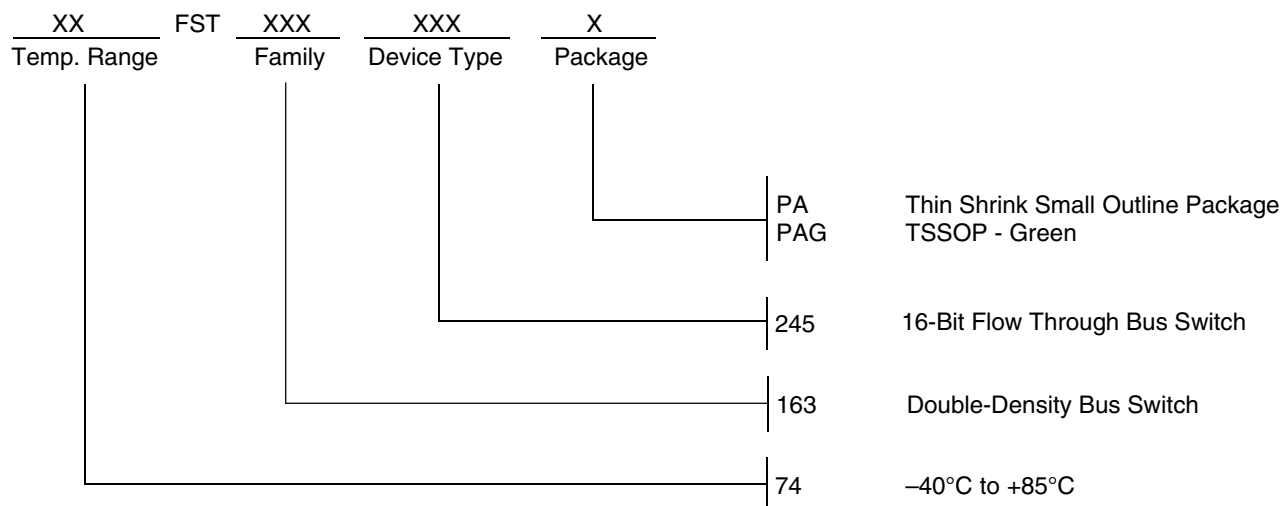 XX FST XXX XXX X
Temp. Range Family Device Type Package
PA Thin Shrink Small Outline Package
PAG TSSOP - Green
245 16-Bit Flow Through Bus Switch
163 Double-Density Bus Switch
74 –40°C to +85°C